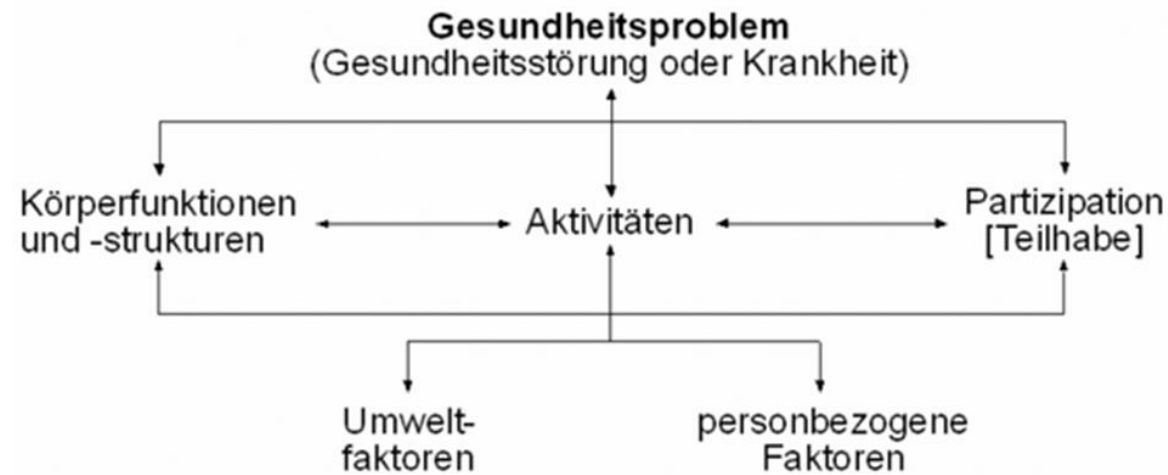 Gesundheitsproblem
(Gesundheitsstörung oder Krankheit)
Körperfunktionen
und -strukturen
Aktivitäten
Partizipation
[Teilhabe]
Umwelt-
faktoren
personbezogene
Faktoren